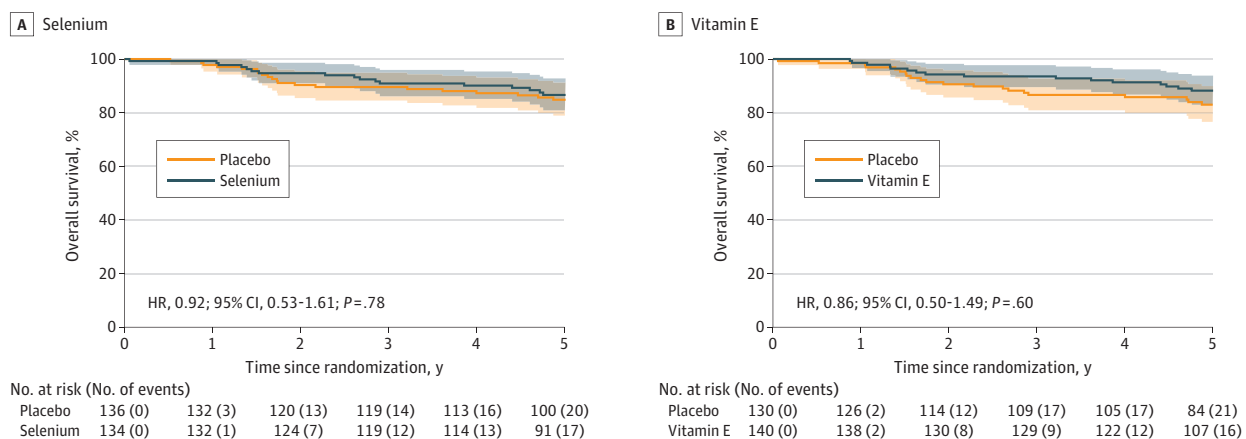 A Selenium
100
80
60
40
20
0
Overall survival, %
Placebo
Selenium
HR, 0.92; 95% CI, 0.53-1.61; P=.78
0 1 2 3 4 5
Time since randomization, y
No. at risk (No. of events)
Placebo 136 (0) 132 (3) 120 (13) 119 (14) 113 (16) 100 (20)
Selenium 134 (0) 132 (1) 124 (7) 119 (12) 114 (13) 91 (17)
B Vitamin E
100
80
60
40
20
0
Overall survival, %
Placebo
Vitamin E
HR, 0.86; 95% CI, 0.50-1.49; P=.60
0 1 2 3 4 5
Time since randomization, y
No. at risk (No. of events)
Placebo 130 (0) 126 (2) 114 (12) 109 (17) 105 (17) 84 (21)
Vitamin E 140 (0) 138 (2) 130 (8) 129 (9) 122 (12) 107 (16)